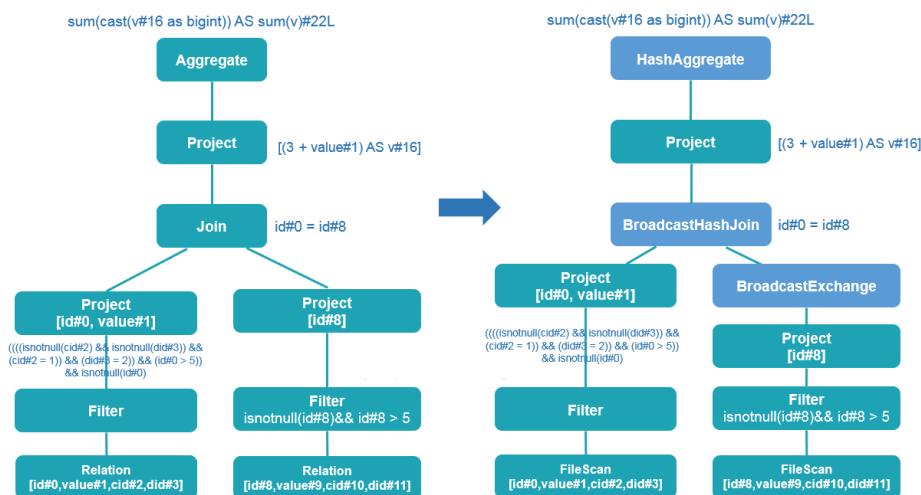 sum(cast(v#16 as bigint)) AS sum(v)#22L
Aggregate
Project
[(3 + value#1) AS v#16]
Join
id#0 = id#8
Project
[id#0, value#1]
Project
[id#8]
((((isnotnull(cid#2) && isnotnull(did#3)) &&
(cid#2 = 1)) && (did#3 = 2)) && (id#0 > 5))
&& isnotnull(id#0)
Filter
Filter
isnotnull(id#8)&& id#8 > 5
Relation
[id#0,value#1,cid#2,did#3]
Relation
[id#8,value#9,cid#10,did#11]
sum(cast(v#16 as bigint)) AS sum(v)#22L
HashAggregate
Project
[(3 + value#1) AS v#16]
BroadcastHashJoin
id#0 = id#8
Project
[id#0, value#1]
BroadcastExchange
((((isnotnull(cid#2) && isnotnull(did#3)) &&
(cid#2 = 1)) && (did#3 = 2)) && (id#0 > 5))
&& isnotnull(id#0)
Project
[id#8]
Filter
Filter
isnotnull(id#8)&& id#8 > 5
FileScan
[id#0,value#1,cid#2,did#3]
FileScan
[id#8,value#9,cid#10,did#11]